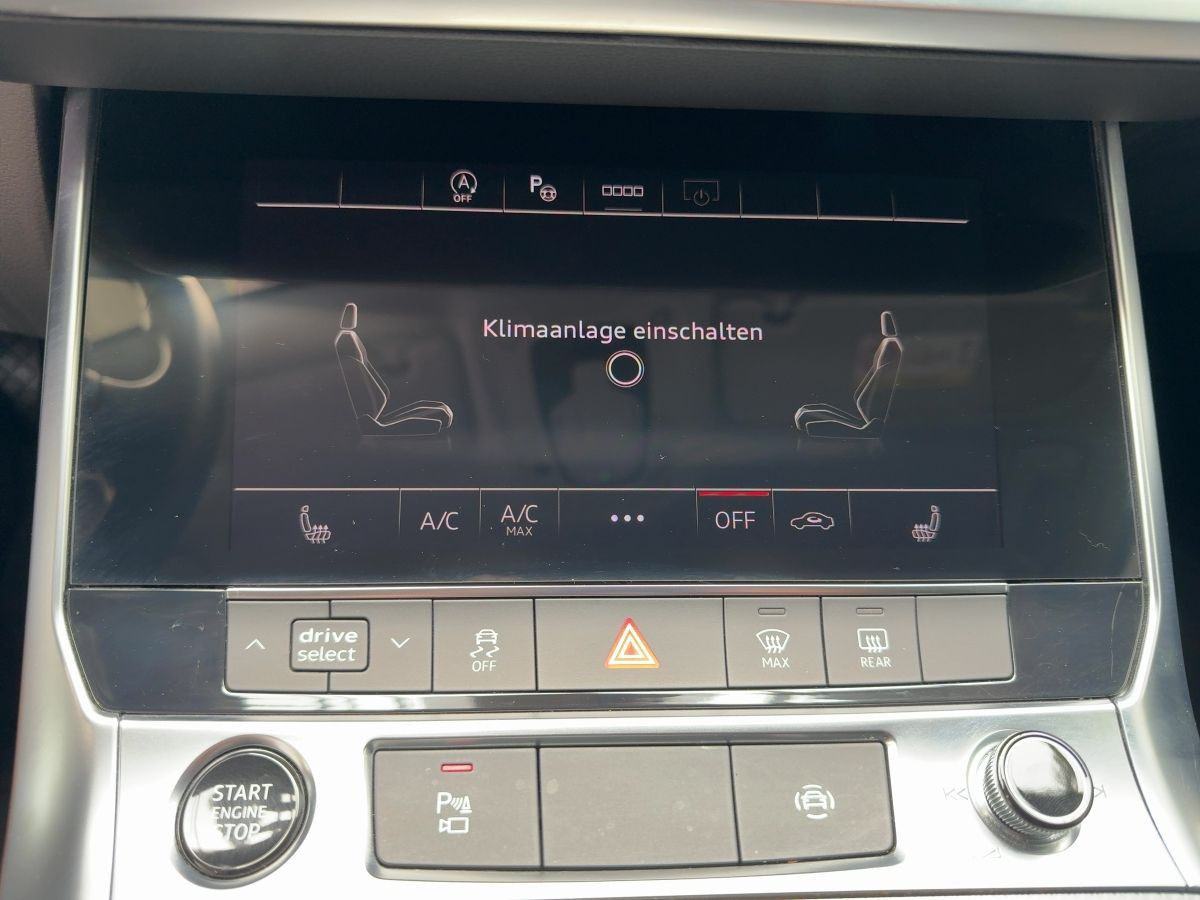 A
OFF
P
Klimaanlage einschalten
A/C
A/C
MAX
OFF
drive
select
OFF
MAX
REAR
START
ENGINE
STOP
P